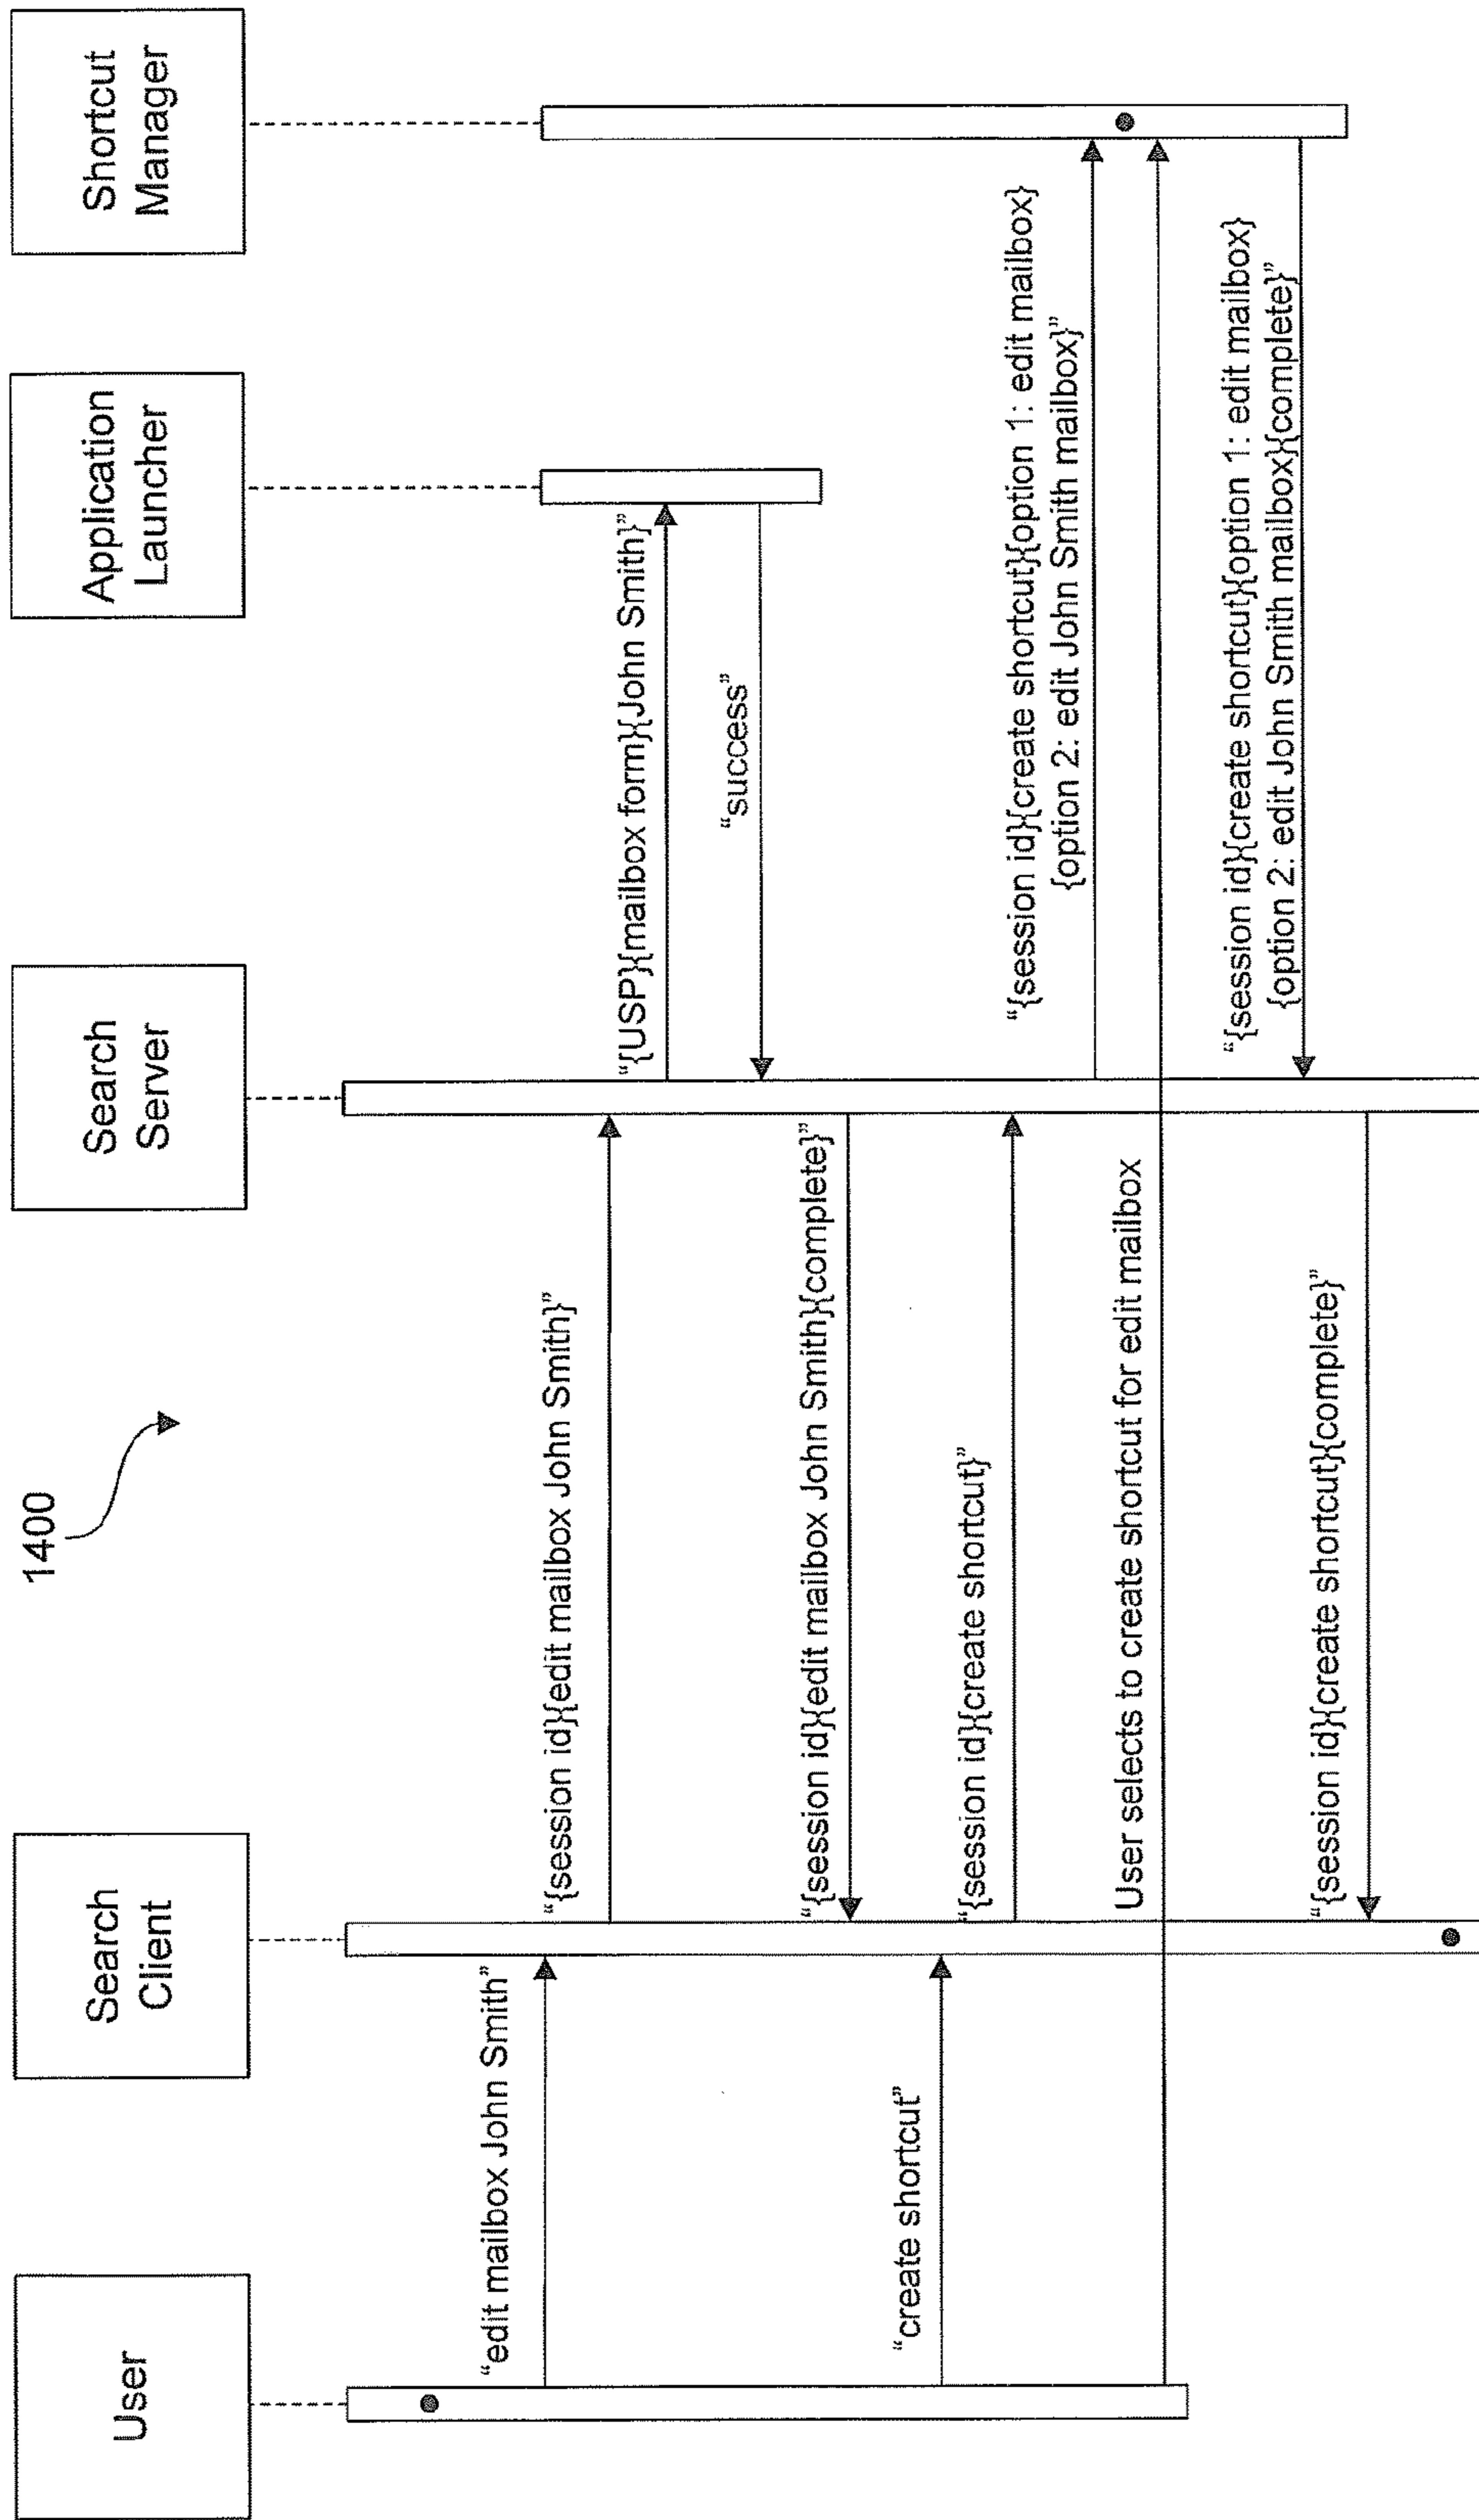 1400
User
Search
Client
Search
Server
Application
Launcher
Shortcut
Manager
“edit mailbox John Smith”
“{session id}{edit mailbox John Smith}”
“{USP}{mailbox form}{John Smith}”
“success”
“{session id}{edit mailbox John Smith}{complete}”
“create shortcut”
“{session id}{create shortcut}”
“{session id}{create shortcut}{option 1: edit mailbox}
{option 2: edit John Smith mailbox}”
User selects to create shortcut for edit mailbox
“{session id}{create shortcut}{option 1: edit mailbox}
{option 2: edit John Smith mailbox}{complete}”
“{session id}{create shortcut}{complete}”